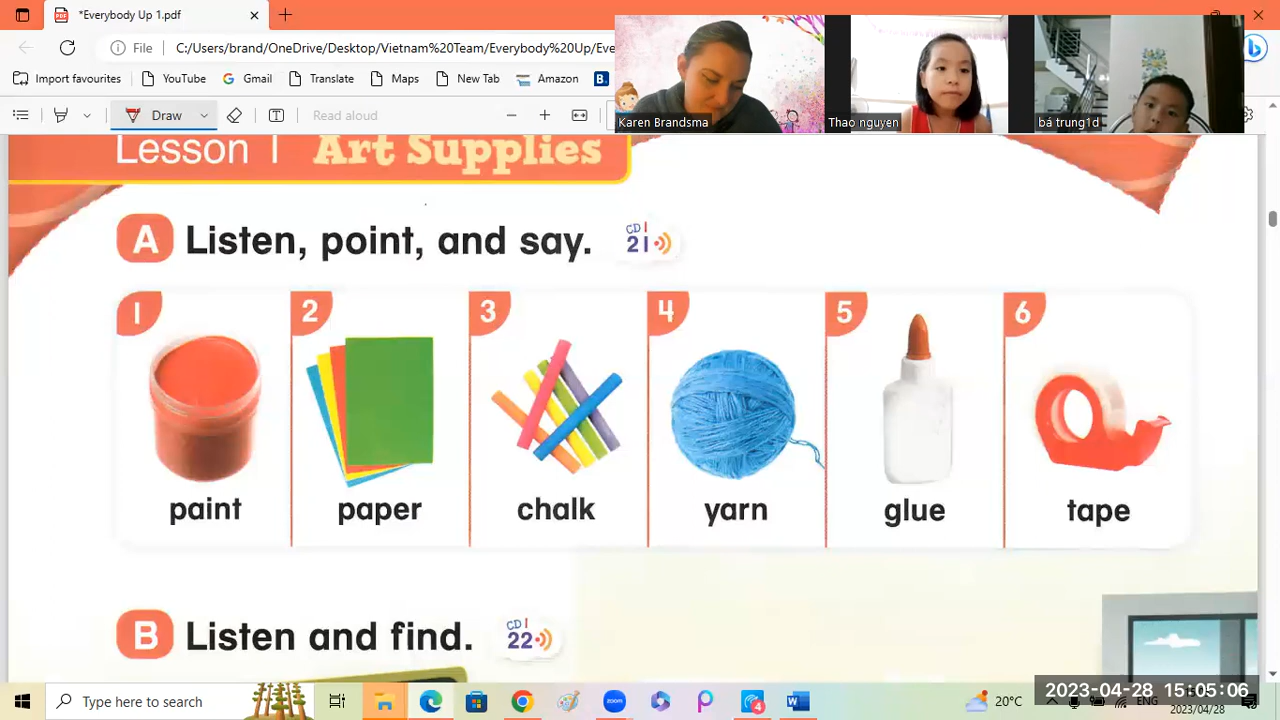 *Everybody Up 1.pdf
File
C:/Users/brand/OneDrive/Desktop/Vietnam%20Team/Everybody%20Up/Eve
Import favourites
YouTube
Gmail
Translate
Maps
New Tab
Amazon
B.
Draw
Read aloud
Karen Brandsma
Thao nguyen
bá trung1d
Lesson 1 Art Supplies
A Listen, point, and say. CD 1 21
1 2 3 4 5 6
paint paper chalk yarn glue tape
B Listen and find. CD 1 22
Type here to search
zoom
4
20°C
ENG
2023-04-28 15:05:06
2023/04/28